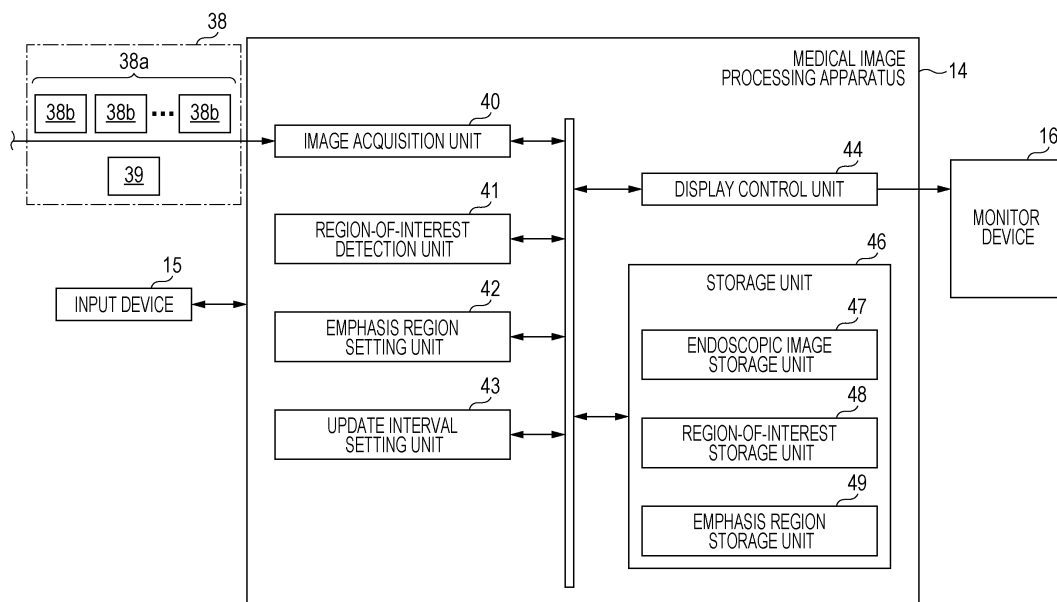 38
38a
38b
38b
...
38b
39
MEDICAL IMAGE
PROCESSING APPARATUS
14
40
IMAGE ACQUISITION UNIT
41
REGION-OF-INTEREST
DETECTION UNIT
15
INPUT DEVICE
42
EMPHASIS REGION
SETTING UNIT
43
UPDATE INTERVAL
SETTING UNIT
44
DISPLAY CONTROL UNIT
16
MONITOR
DEVICE
46
STORAGE UNIT
47
ENDOSCOPIC IMAGE
STORAGE UNIT
48
REGION-OF-INTEREST
STORAGE UNIT
49
EMPHASIS REGION
STORAGE UNIT